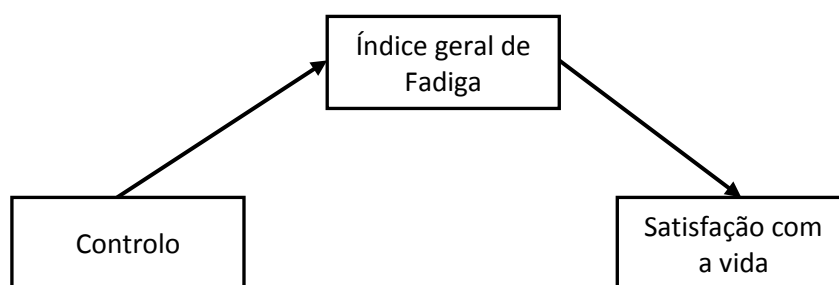 Índice geral de
Fadiga
Controlo
Satisfação com
a vida